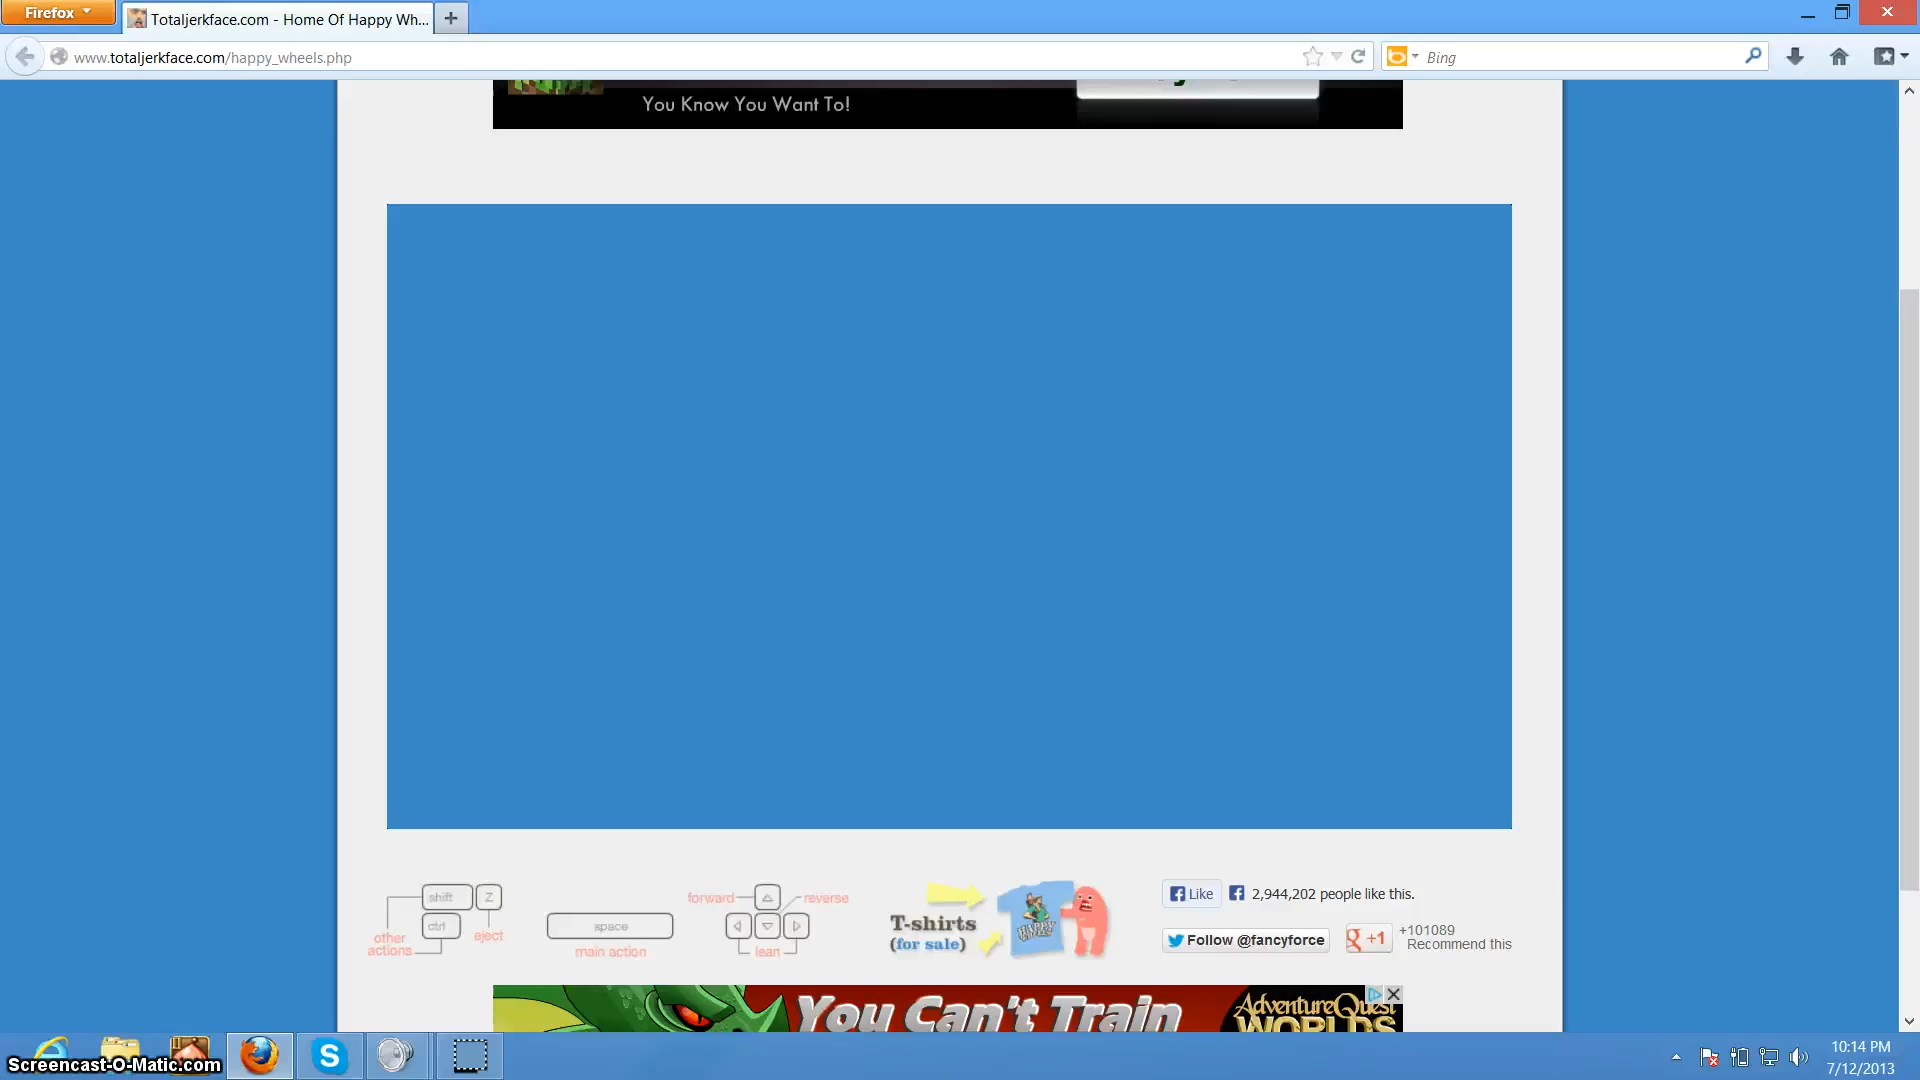 Firefox
Totaljerkface.com - Home Of Happy Wh...
www.totaljerkface.com/happy_wheels.php
Bing
You Know You Want To!
shift
Z
ctrl
other
actions
eject
space
main action
forward
reverse
lean
T-shirts
(for sale)
HAPPY WHEELS
Like
2,944,202 people like this.
Follow @fancyforce
+1
+101089
Recommend this
You Can't Train
AdventureQuest
WORLDS
Screencast-O-Matic.com
10:14 PM
7/12/2013